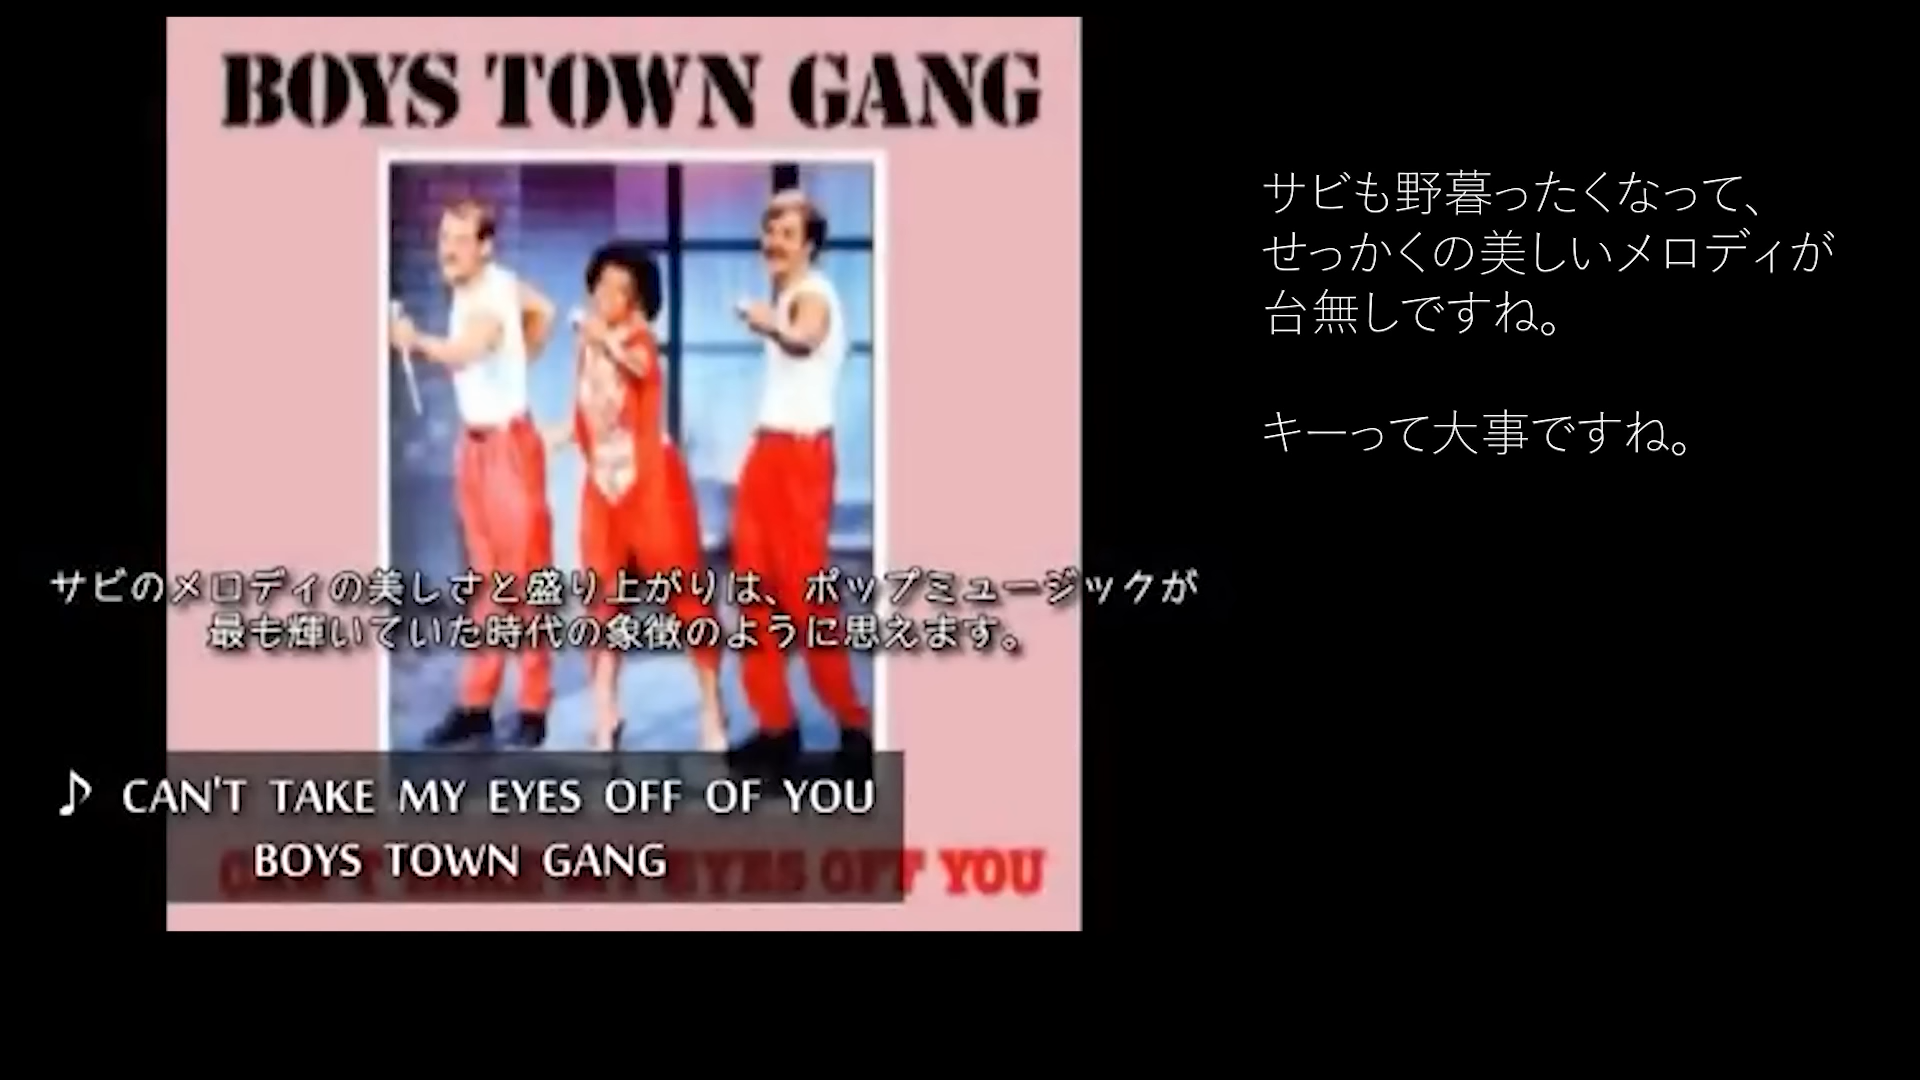 BOYS TOWN GANG
サビも野暮ったくなって、
せっかくの美しいメロディが
台無しですね。
キーって大事ですね。
サビのメロディの美しさと盛り上がりは、ポップミュージックが
最も輝いていた時代の象徴のように思えます。
♪ CAN'T TAKE MY EYES OFF OF YOU
BOYS TOWN GANG
CAN'T TAKE MY EYES OFF YOU